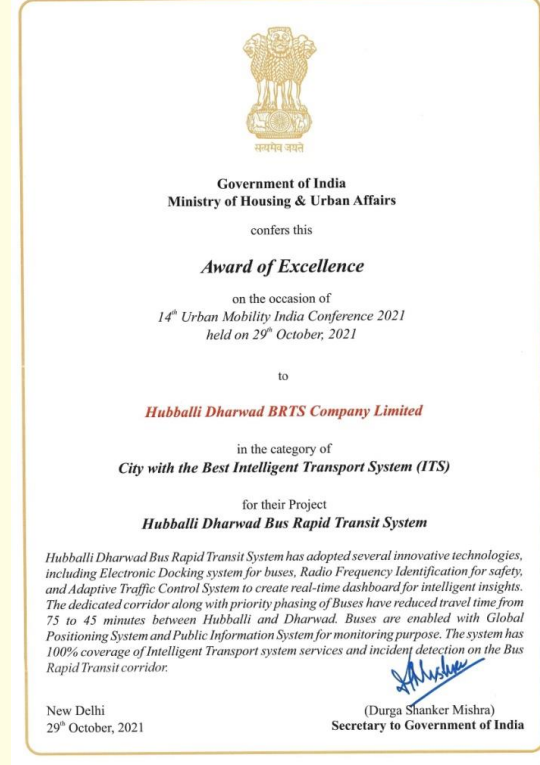 सत्यमेव जयते
Government of India
Ministry of Housing & Urban Affairs
confers this
Award of Excellence
on the occasion of
14th Urban Mobility India Conference 2021
held on 29th October, 2021
to
Hubballi Dharwad BRTS Company Limited
in the category of
City with the Best Intelligent Transport System (ITS)
for their Project
Hubballi Dharwad Bus Rapid Transit System
Hubballi Dharwad Bus Rapid Transit System has adopted several innovative technologies,
including Electronic Docking system for buses, Radio Frequency Identification for safety,
and Adaptive Traffic Control System to create real-time dashboard for intelligent insights.
The dedicated corridor along with priority phasing of Buses have reduced travel time from
75 to 45 minutes between Hubballi and Dharwad. Buses are enabled with Global
Positioning System and Public Information System for monitoring purpose. The system has
100% coverage of Intelligent Transport system services and incident detection on the Bus
Rapid Transit corridor.
New Delhi
29th October, 2021
(Durga Shanker Mishra)
Secretary to Government of India